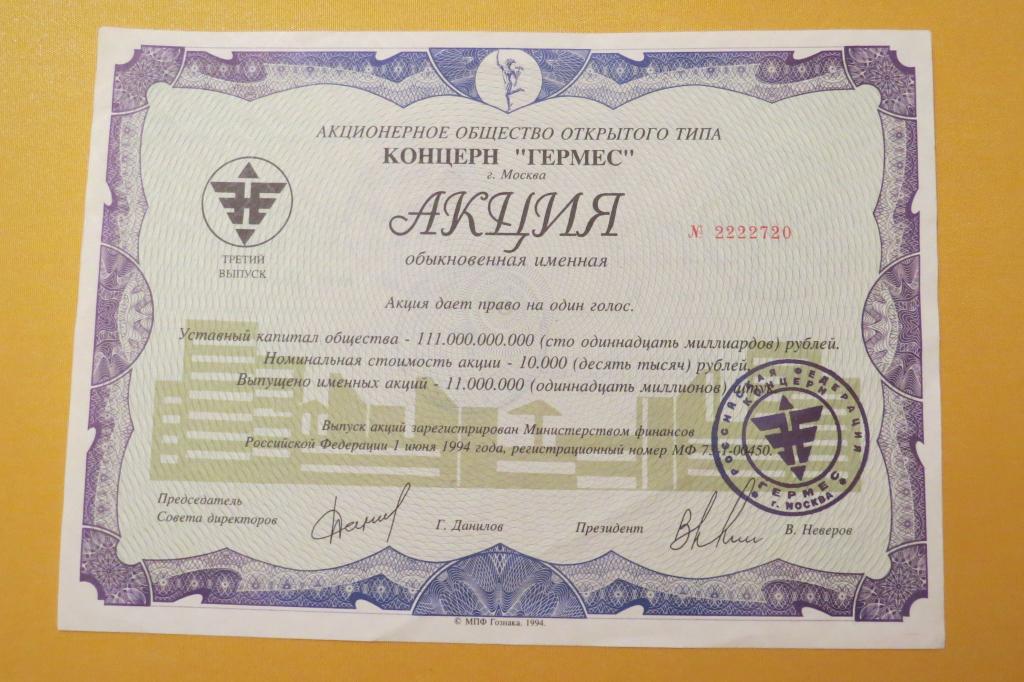 АКЦИОНЕРНОЕ ОБЩЕСТВО ОТКРЫТОГО ТИПА
КОНЦЕРН "ГЕРМЕС"
г. Москва
АКЦИЯ
№ 2222720
обыкновенная именная
ТРЕТИЙ
ВЫПУСК
Акция дает право на один голос.
Уставный капитал общества - 111.000.000.000 (сто одиннадцать миллиардов) рублей.
Номинальная стоимость акции - 10.000 (десять тысяч) рублей.
Выпущено именных акций - 11.000.000 (одиннадцать миллионов) штук.
Выпуск акций зарегистрирован Министерством финансов
Российской Федерации 1 июня 1994 года, регистрационный номер МФ 73-1-00450.
РОССИЙСКАЯ ФЕДЕРАЦИЯ
КОНЦЕРН
ГЕРМЕС
г. МОСКВА
Председатель
Совета директоров
Г. Данилов
Президент
В. Неверов
© МПФ Гознака. 1994.